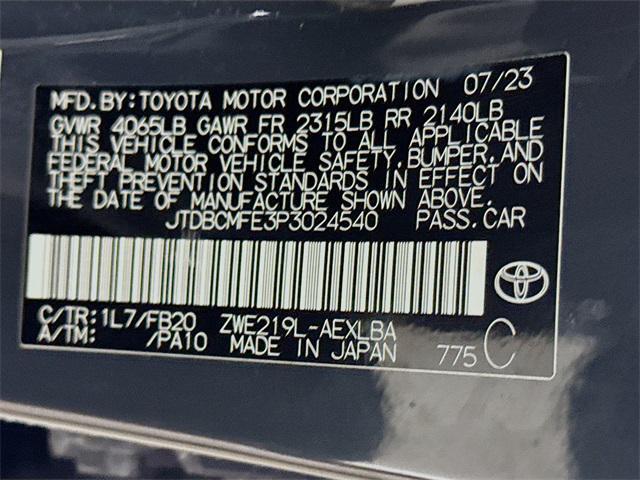 MFD.BY:TOYOTA MOTOR CORPORATION 07/23
GVWR 4065LB GAWR FR 2315LB RR 2140LB
THIS VEHICLE CONFORMS TO ALL APPLICABLE
FEDERAL MOTOR VEHICLE SAFETY,BUMPER,AND
THEFT PREVENTION STANDARDS IN EFFECT ON
THE DATE OF MANUFACTURE SHOWN ABOVE.
JTDBCMFE3P3024540 PASS.CAR
C/TR:1L7/FB20 ZWE219L-AEXLBA
A/TM: /PA10 MADE IN JAPAN 775 C